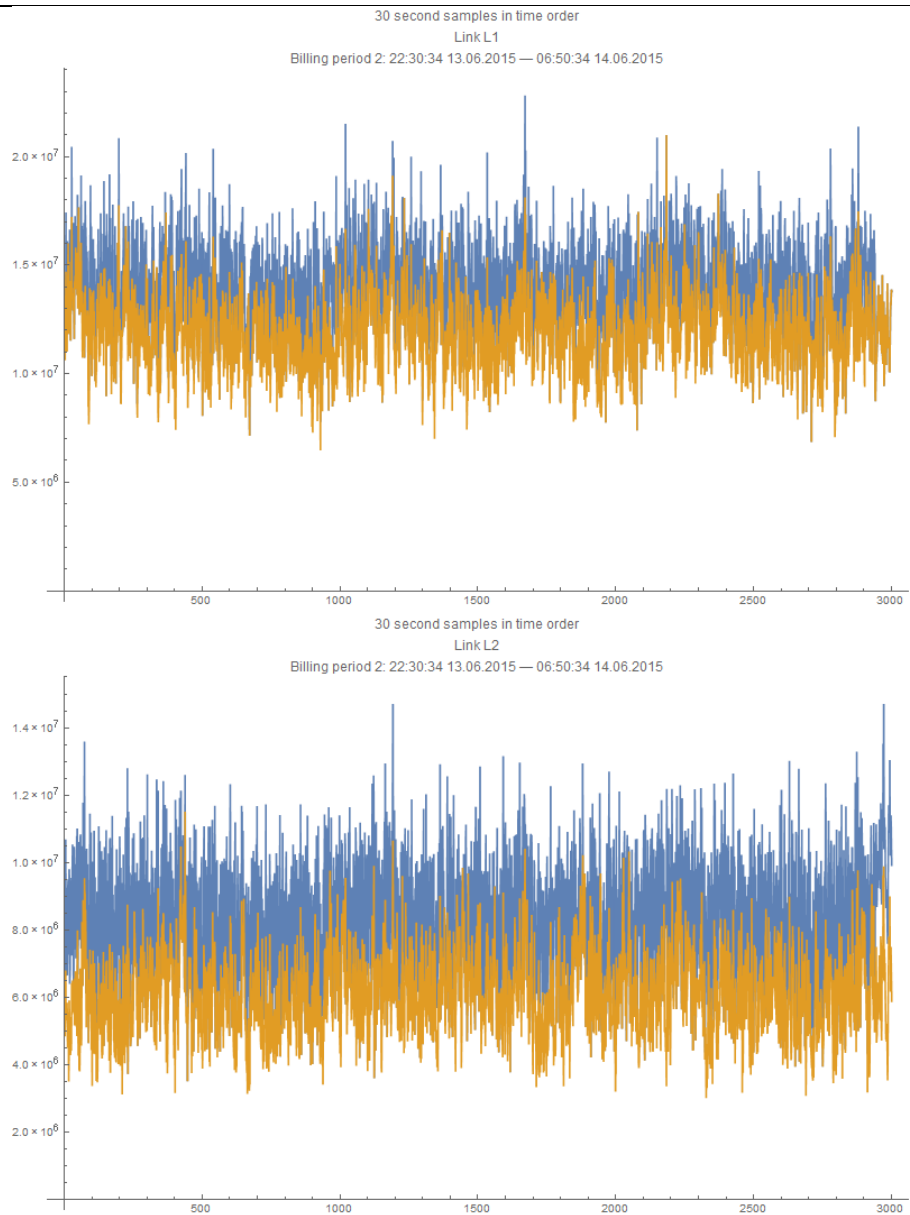 30 second samples in time order
Link L1
Billing period 2: 22:30:34 13.06.2015 — 06:50:34 14.06.2015
2.0 × 10⁷
1.5 × 10⁷
1.0 × 10⁷
5.0 × 10⁶
500 1000 1500 2000 2500 3000
30 second samples in time order
Link L2
Billing period 2: 22:30:34 13.06.2015 — 06:50:34 14.06.2015
1.4 × 10⁷
1.2 × 10⁷
1.0 × 10⁷
8.0 × 10⁶
6.0 × 10⁶
4.0 × 10⁶
2.0 × 10⁶
500 1000 1500 2000 2500 3000